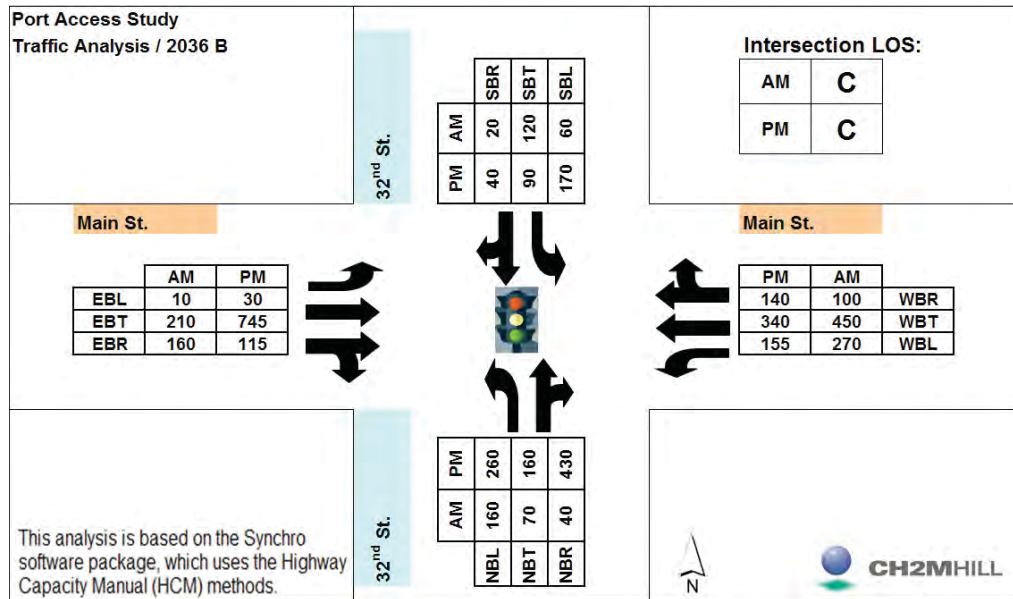 Port Access Study
Traffic Analysis / 2036 B
Intersection LOS:
AM C
PM C
32nd St.
SBR SBT SBL
AM 20 120 60
PM 40 90 170
Main St.
Main St.
AM PM
EBL 10 30
EBT 210 745
EBR 160 115
PM AM
140 100 WBR
340 450 WBT
155 270 WBL
32nd St.
PM 260 160 430
AM 160 70 40
NBL NBT NBR
This analysis is based on the Synchro
software package, which uses the Highway
Capacity Manual (HCM) methods.
N
CH2MHILL